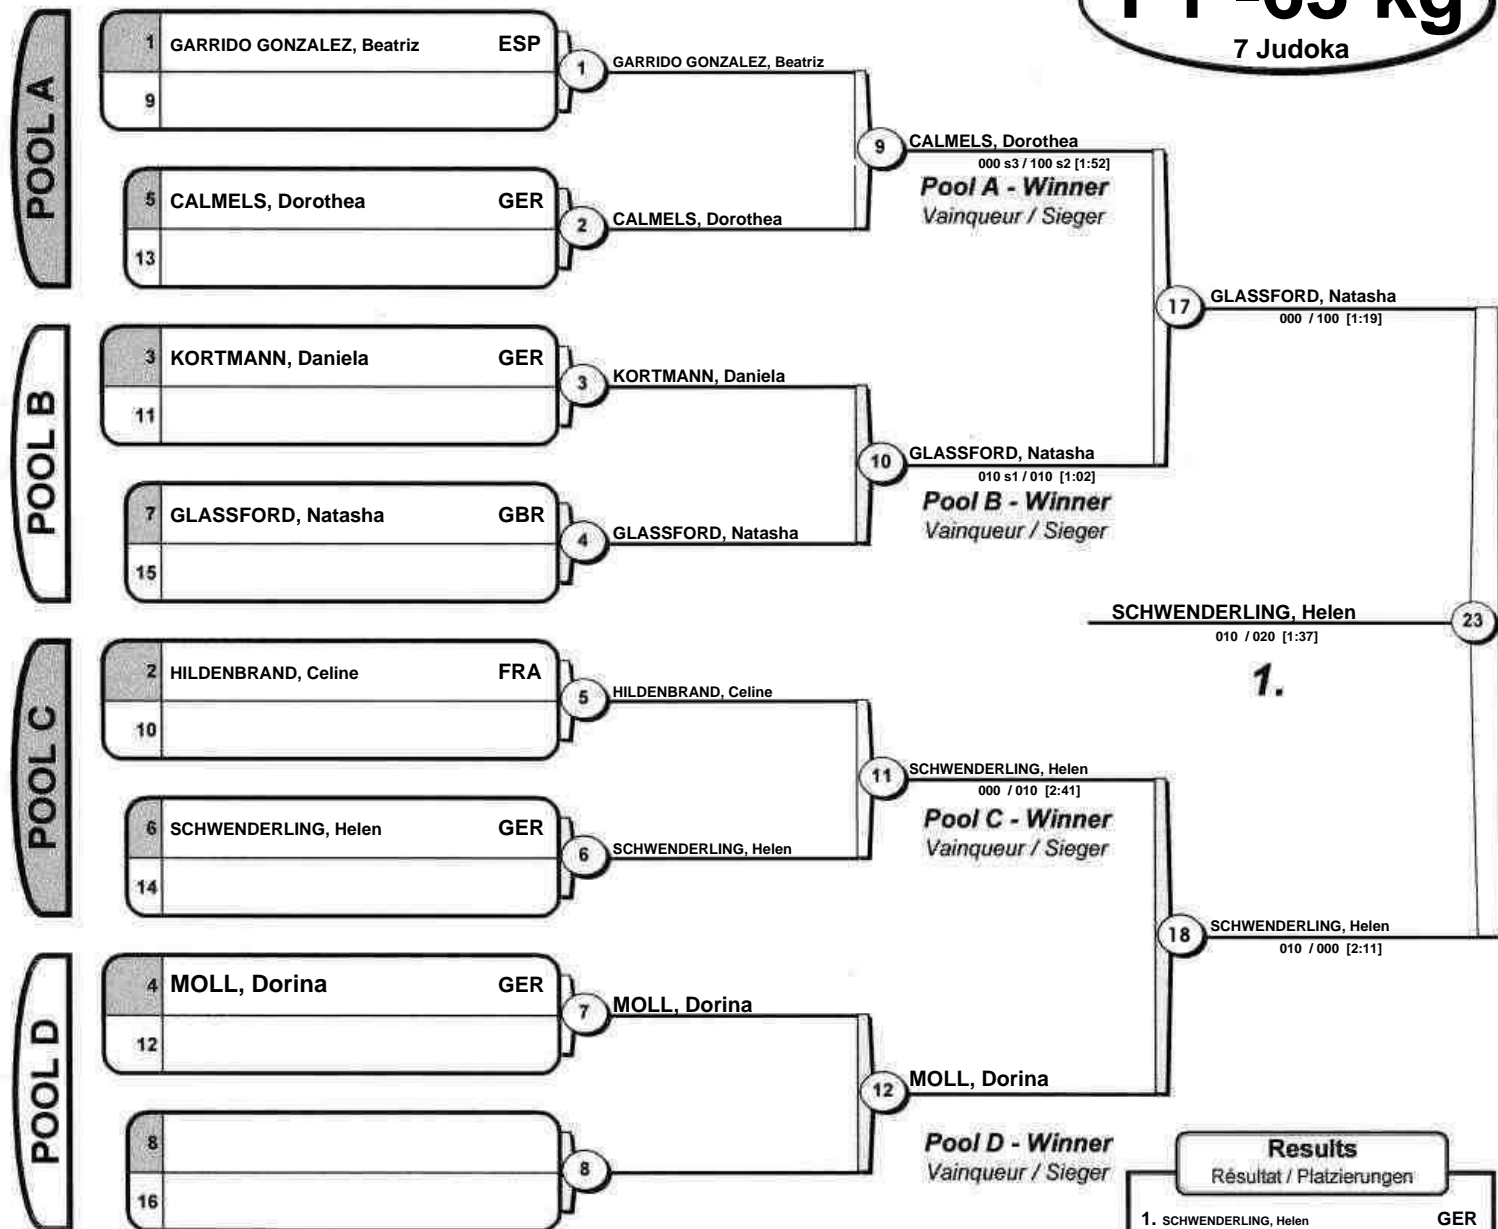 -63 kg
7 Judoka
POOL A
1 GARRIDO GONZALEZ, Beatriz ESP
9
1 GARRIDO GONZALEZ, Beatriz
5 CALMELS, Dorothea GER
13
2 CALMELS, Dorothea
9 CALMELS, Dorothea
000 s3 / 100 s2 [1:52]
Pool A - Winner
Vainqueur / Sieger
POOL B
3 KORTMANN, Daniela GER
11
3 KORTMANN, Daniela
7 GLASSFORD, Natasha GBR
15
4 GLASSFORD, Natasha
10 GLASSFORD, Natasha
010 s1 / 010 [1:02]
Pool B - Winner
Vainqueur / Sieger
17 GLASSFORD, Natasha
000 / 100 [1:19]
SCHWENDERLING, Helen 23
010 / 020 [1:37]
1.
POOL C
2 HILDENBRAND, Celine FRA
10
5 HILDENBRAND, Celine
6 SCHWENDERLING, Helen GER
14
6 SCHWENDERLING, Helen
11 SCHWENDERLING, Helen
000 / 010 [2:41]
Pool C - Winner
Vainqueur / Sieger
18 SCHWENDERLING, Helen
010 / 000 [2:11]
POOL D
4 MOLL, Dorina GER
12
7 MOLL, Dorina
8
16
8
12 MOLL, Dorina
Pool D - Winner
Vainqueur / Sieger
Results
Résultat / Platzierungen
1. SCHWENDERLING, Helen GER